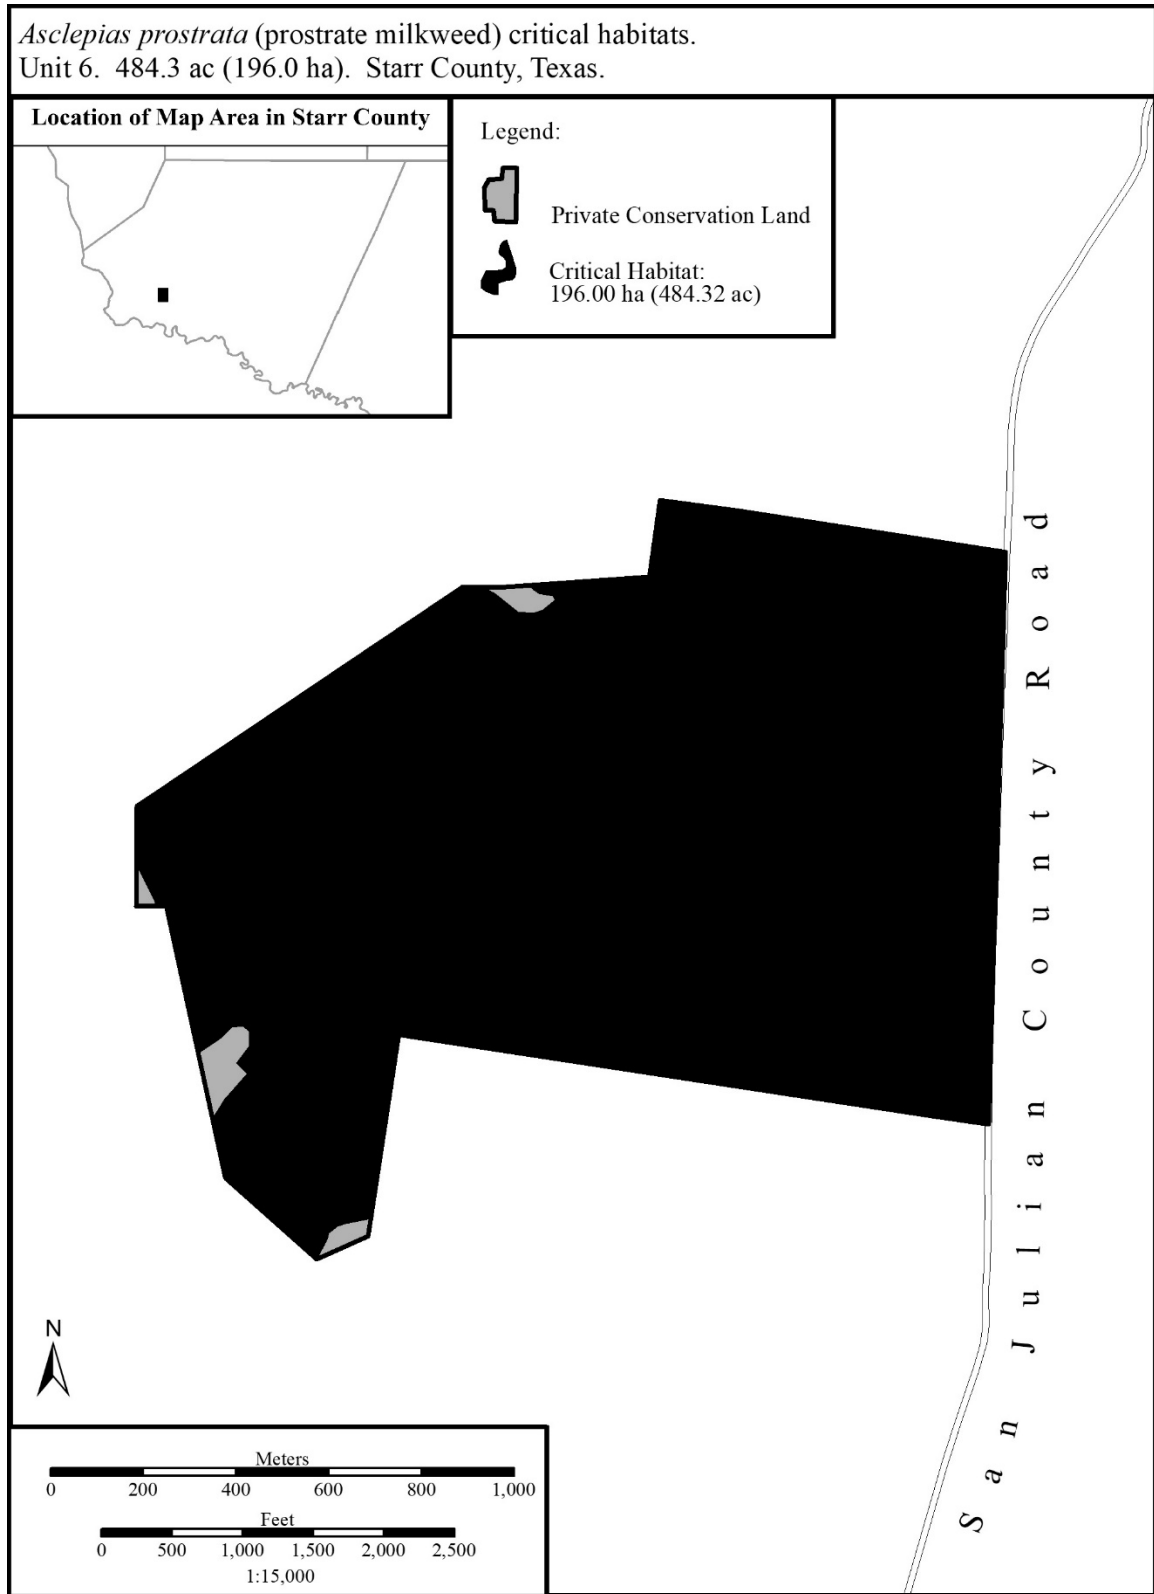 Asclepias prostrata (prostrate milkweed) critical habitats.
Unit 6. 484.3 ac (196.0 ha). Starr County, Texas.
Location of Map Area in Starr County
Legend:
Private Conservation Land
Critical Habitat:
196.00 ha (484.32 ac)
San Julian County Road
N
Meters
0 200 400 600 800 1,000
Feet
0 500 1,000 1,500 2,000 2,500
1:15,000